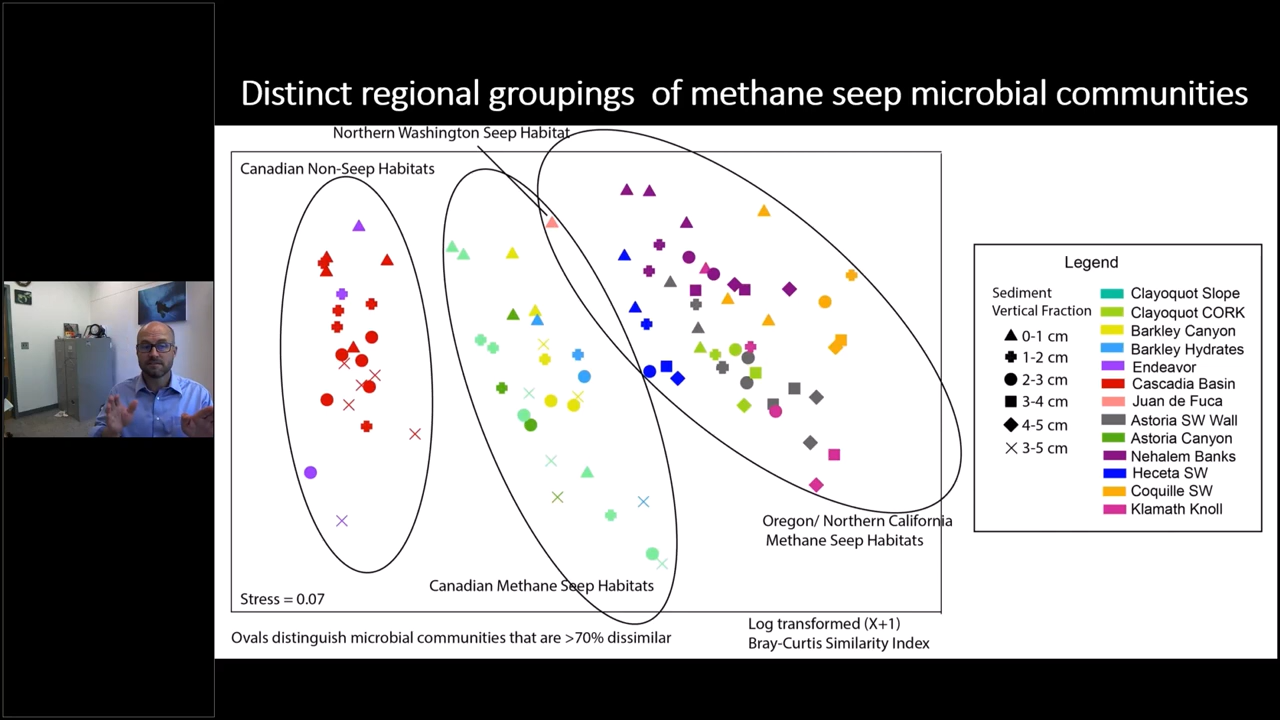 Distinct regional groupings of methane seep microbial communities
Northern Washington Seep Habitat
Canadian Non-Seep Habitats
Oregon/ Northern California
Methane Seep Habitats
Canadian Methane Seep Habitats
Stress = 0.07
Ovals distinguish microbial communities that are >70% dissimilar
Log transformed (X+1)
Bray-Curtis Similarity Index
Legend
Sediment
Vertical Fraction
0-1 cm
1-2 cm
2-3 cm
3-4 cm
4-5 cm
3-5 cm
Clayoquot Slope
Clayoquot CORK
Barkley Canyon
Barkley Hydrates
Endeavor
Cascadia Basin
Juan de Fuca
Astoria SW Wall
Astoria Canyon
Nehalem Banks
Heceta SW
Coquille SW
Klamath Knoll